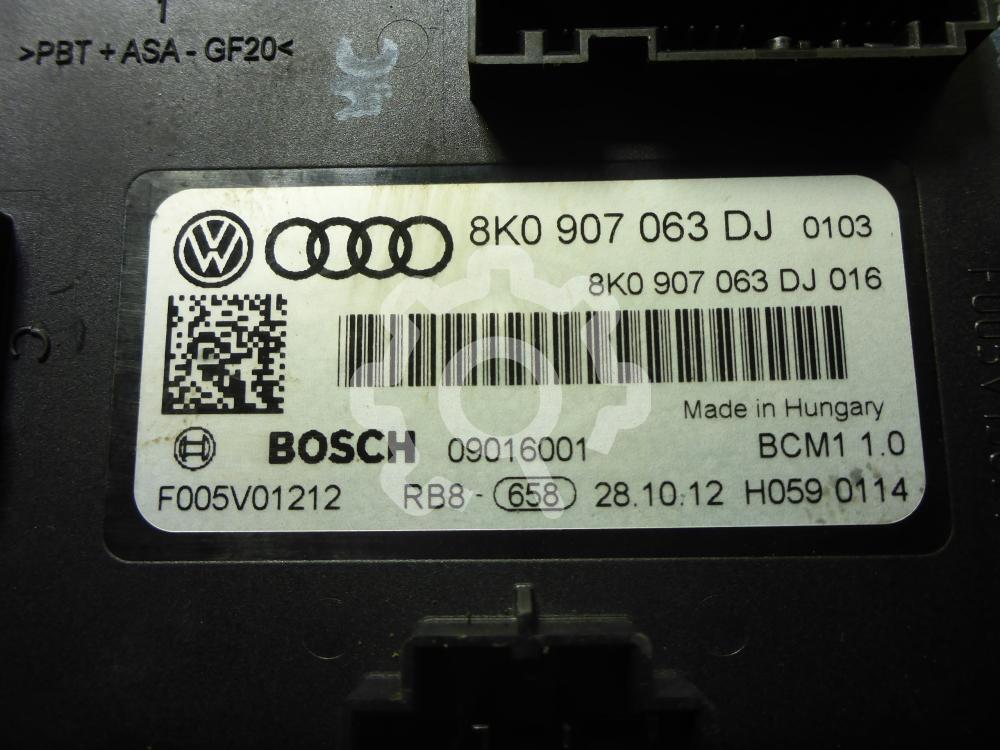 1
>PBT + ASA - GF20<
8K0 907 063 DJ 0103
8K0 907 063 DJ 016
Made in Hungary
BOSCH 09016001 BCM1 1.0
F005V01212 RB8 - 658 28.10.12 H059 0114
C